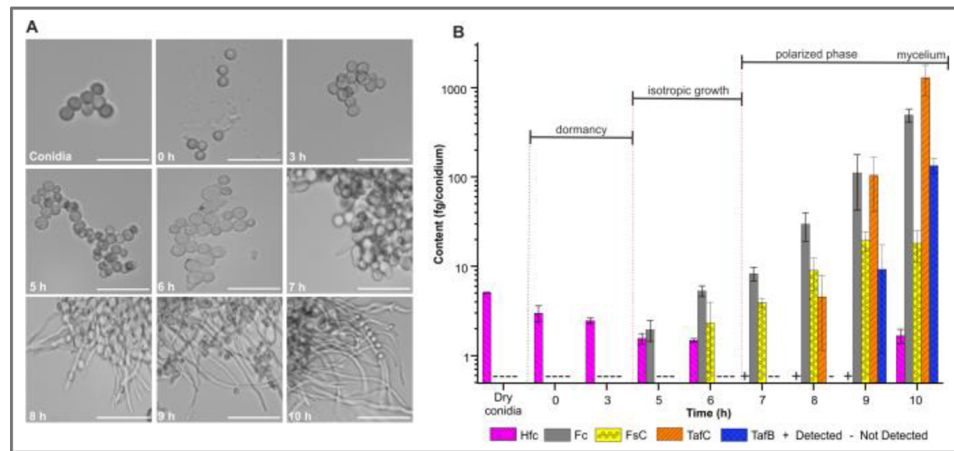 A
Conidia
0 h
3 h
5 h
6 h
7 h
8 h
9 h
10 h
B
polarized phase
mycelium
isotropic growth
dormancy
Content (fg/conidium)
1000
100
10
1
- - - -
- - - -
- - - -
- - -
- -
+
- -
+
-
+
Dry
conidia
0
3
5
6
7
8
9
10
Time (h)
Hfc Fc FsC TafC TafB + Detected - Not Detected